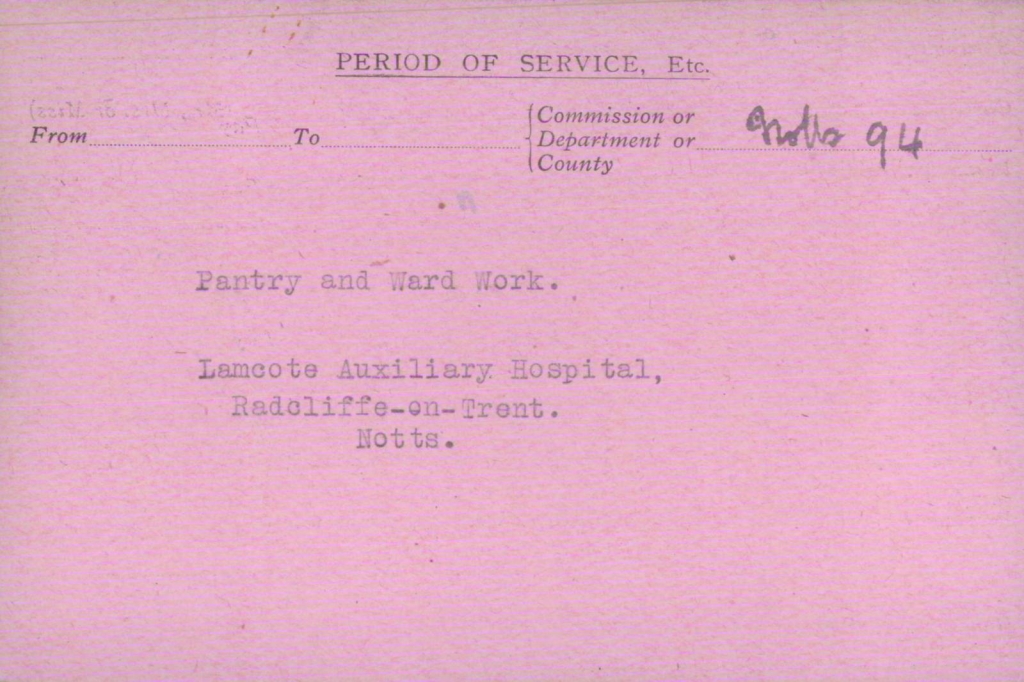 PERIOD OF SERVICE, Etc.
From To Commission or
Department or
County Notts 94
Pantry and Ward Work.
Lamcote Auxiliary Hospital,
Radcliffe-on-Trent.
Notts.